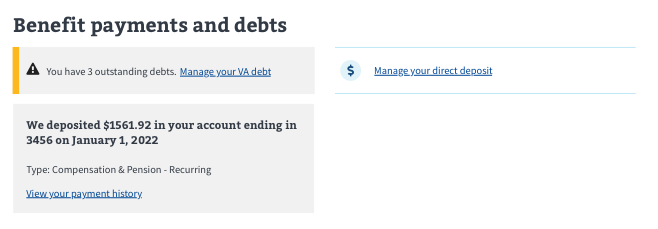 Benefit payments and debts
You have 3 outstanding debts. Manage your VA debt
$ Manage your direct deposit
We deposited $1561.92 in your account ending in
3456 on January 1, 2022
Type: Compensation & Pension - Recurring
View your payment history